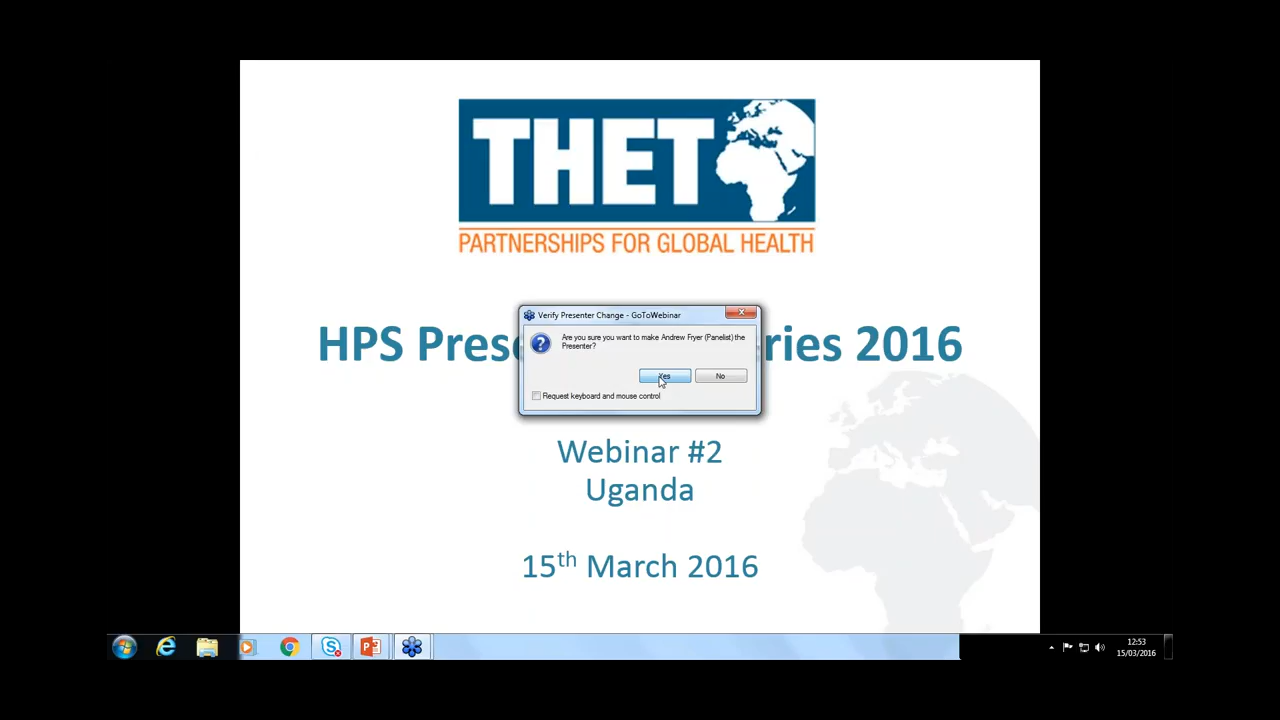 THET
PARTNERSHIPS FOR GLOBAL HEALTH
Verify Presenter Change - GoToWebinar
Are you sure you want to make Andrew Fryer (Panelist) the
Presenter?
HPS Prese ries 2016
Yes No
Request keyboard and mouse control
Webinar #2
Uganda
15th March 2016
12:53
15/03/2016